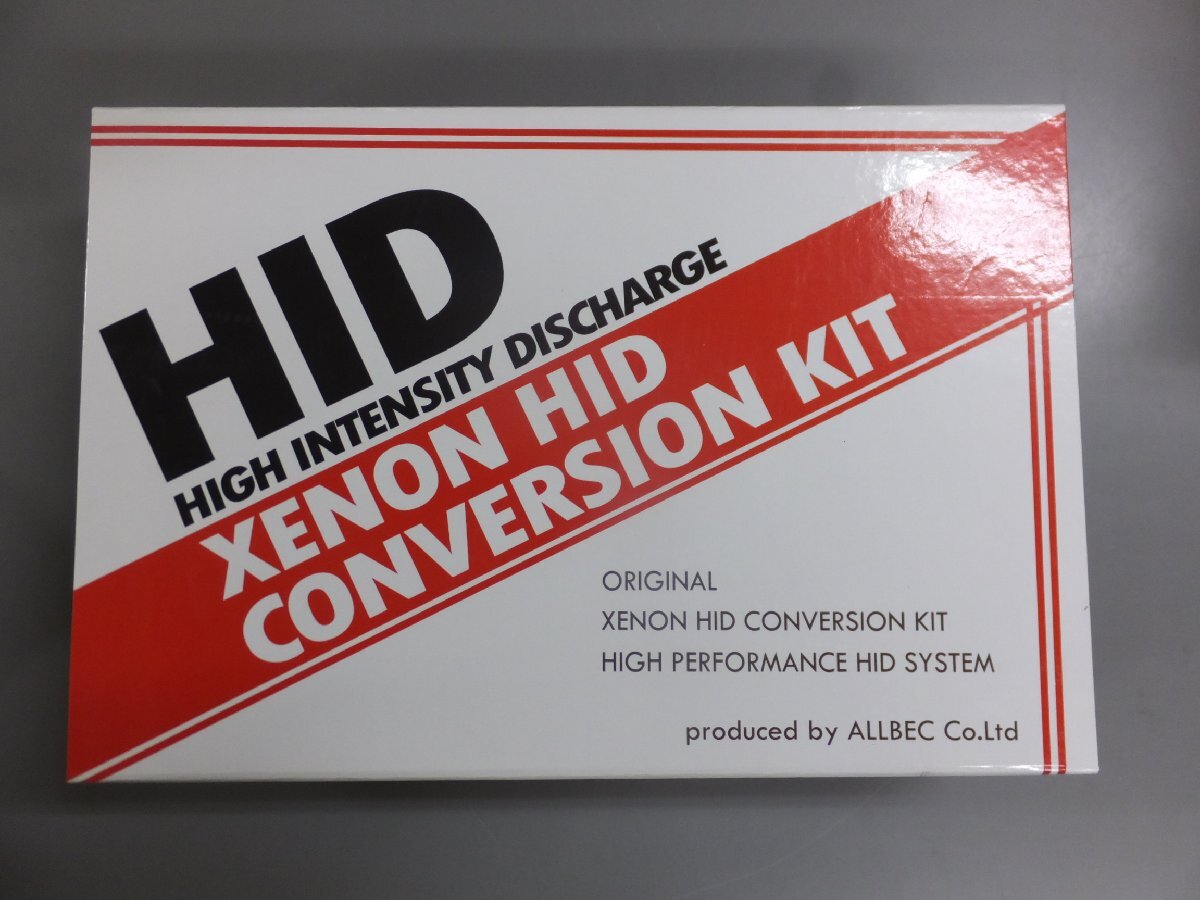 HID
HIGH INTENSITY DISCHARGE
XENON HID
CONVERSION KIT
ORIGINAL
XENON HID CONVERSION KIT
HIGH PERFORMANCE HID SYSTEM
produced by ALLBEC Co.Ltd